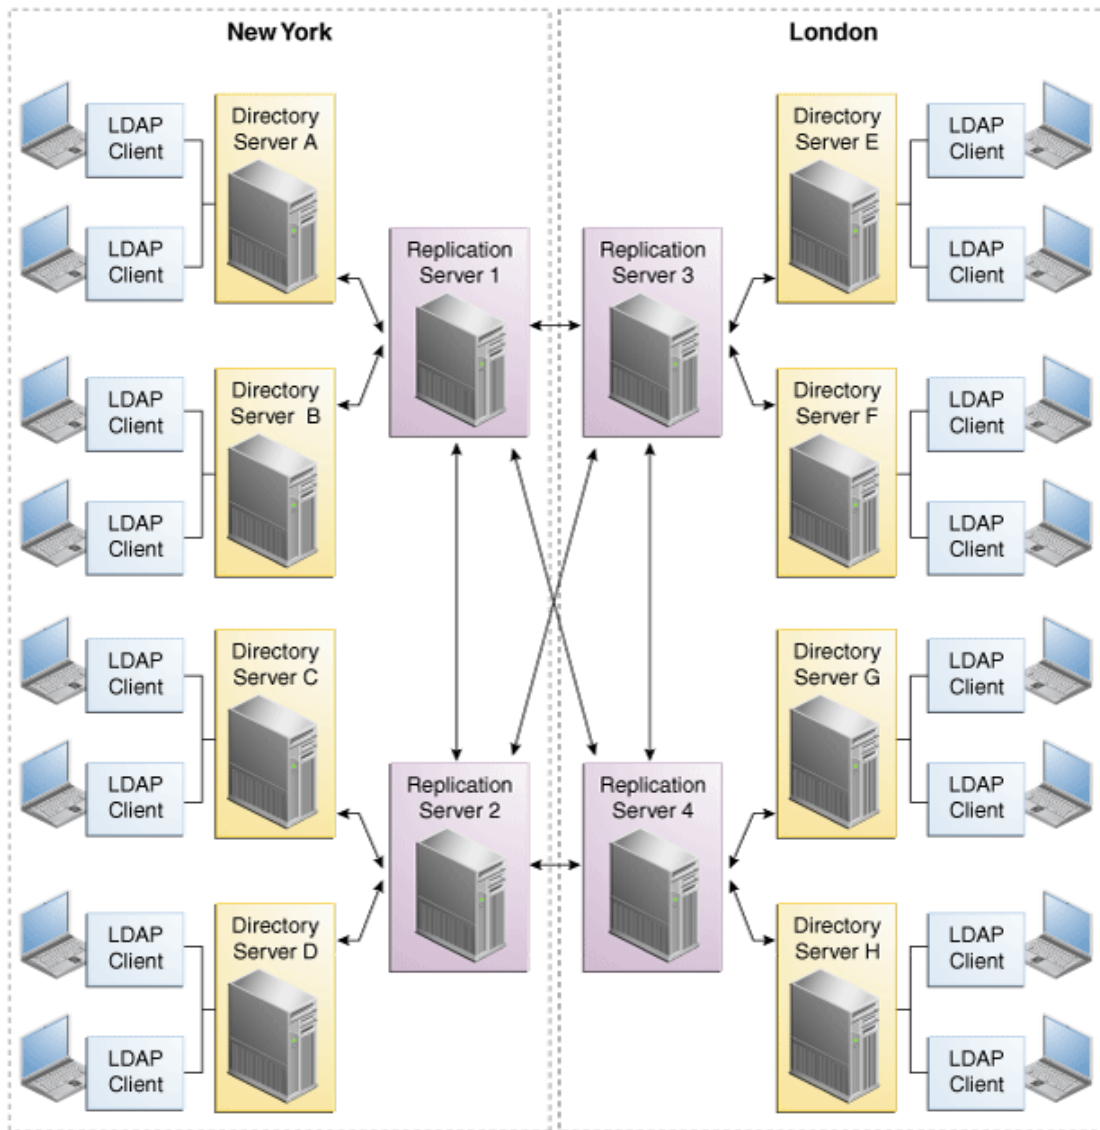 New York
London
LDAP
Client
LDAP
Client
Directory
Server A
Replication
Server 1
Replication
Server 3
Directory
Server E
LDAP
Client
LDAP
Client
LDAP
Client
LDAP
Client
Directory
Server B
Directory
Server F
LDAP
Client
LDAP
Client
LDAP
Client
LDAP
Client
Directory
Server C
Directory
Server G
LDAP
Client
LDAP
Client
Replication
Server 2
Replication
Server 4
LDAP
Client
LDAP
Client
Directory
Server D
Directory
Server H
LDAP
Client
LDAP
Client